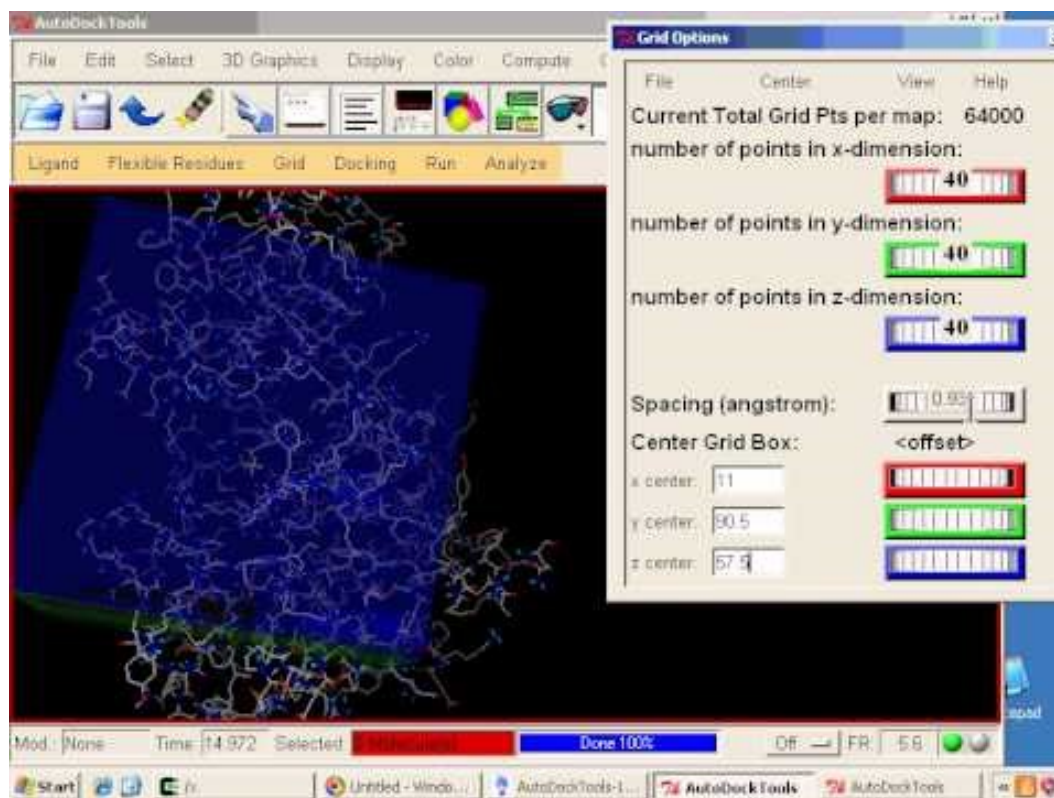 AutoDockTools
File Edit Select 3D Graphics Display Color Compute
Ligand Flexible Residues Grid Docking Run Analyze
Grid Options
File Center View Help
Current Total Grid Pts per map: 64000
number of points in x-dimension:
40
number of points in y-dimension:
40
number of points in z-dimension:
40
Spacing (angstrom):
Center Grid Box: <offset>
x center: 11
y center: 90.5
z center: 57.5
Mod.: None Time: 14.972 Selected: Done 100% Off FR: 5.6
Start Untitled - Windo... AutoDockTools-1... AutoDockTools AutoDockTools